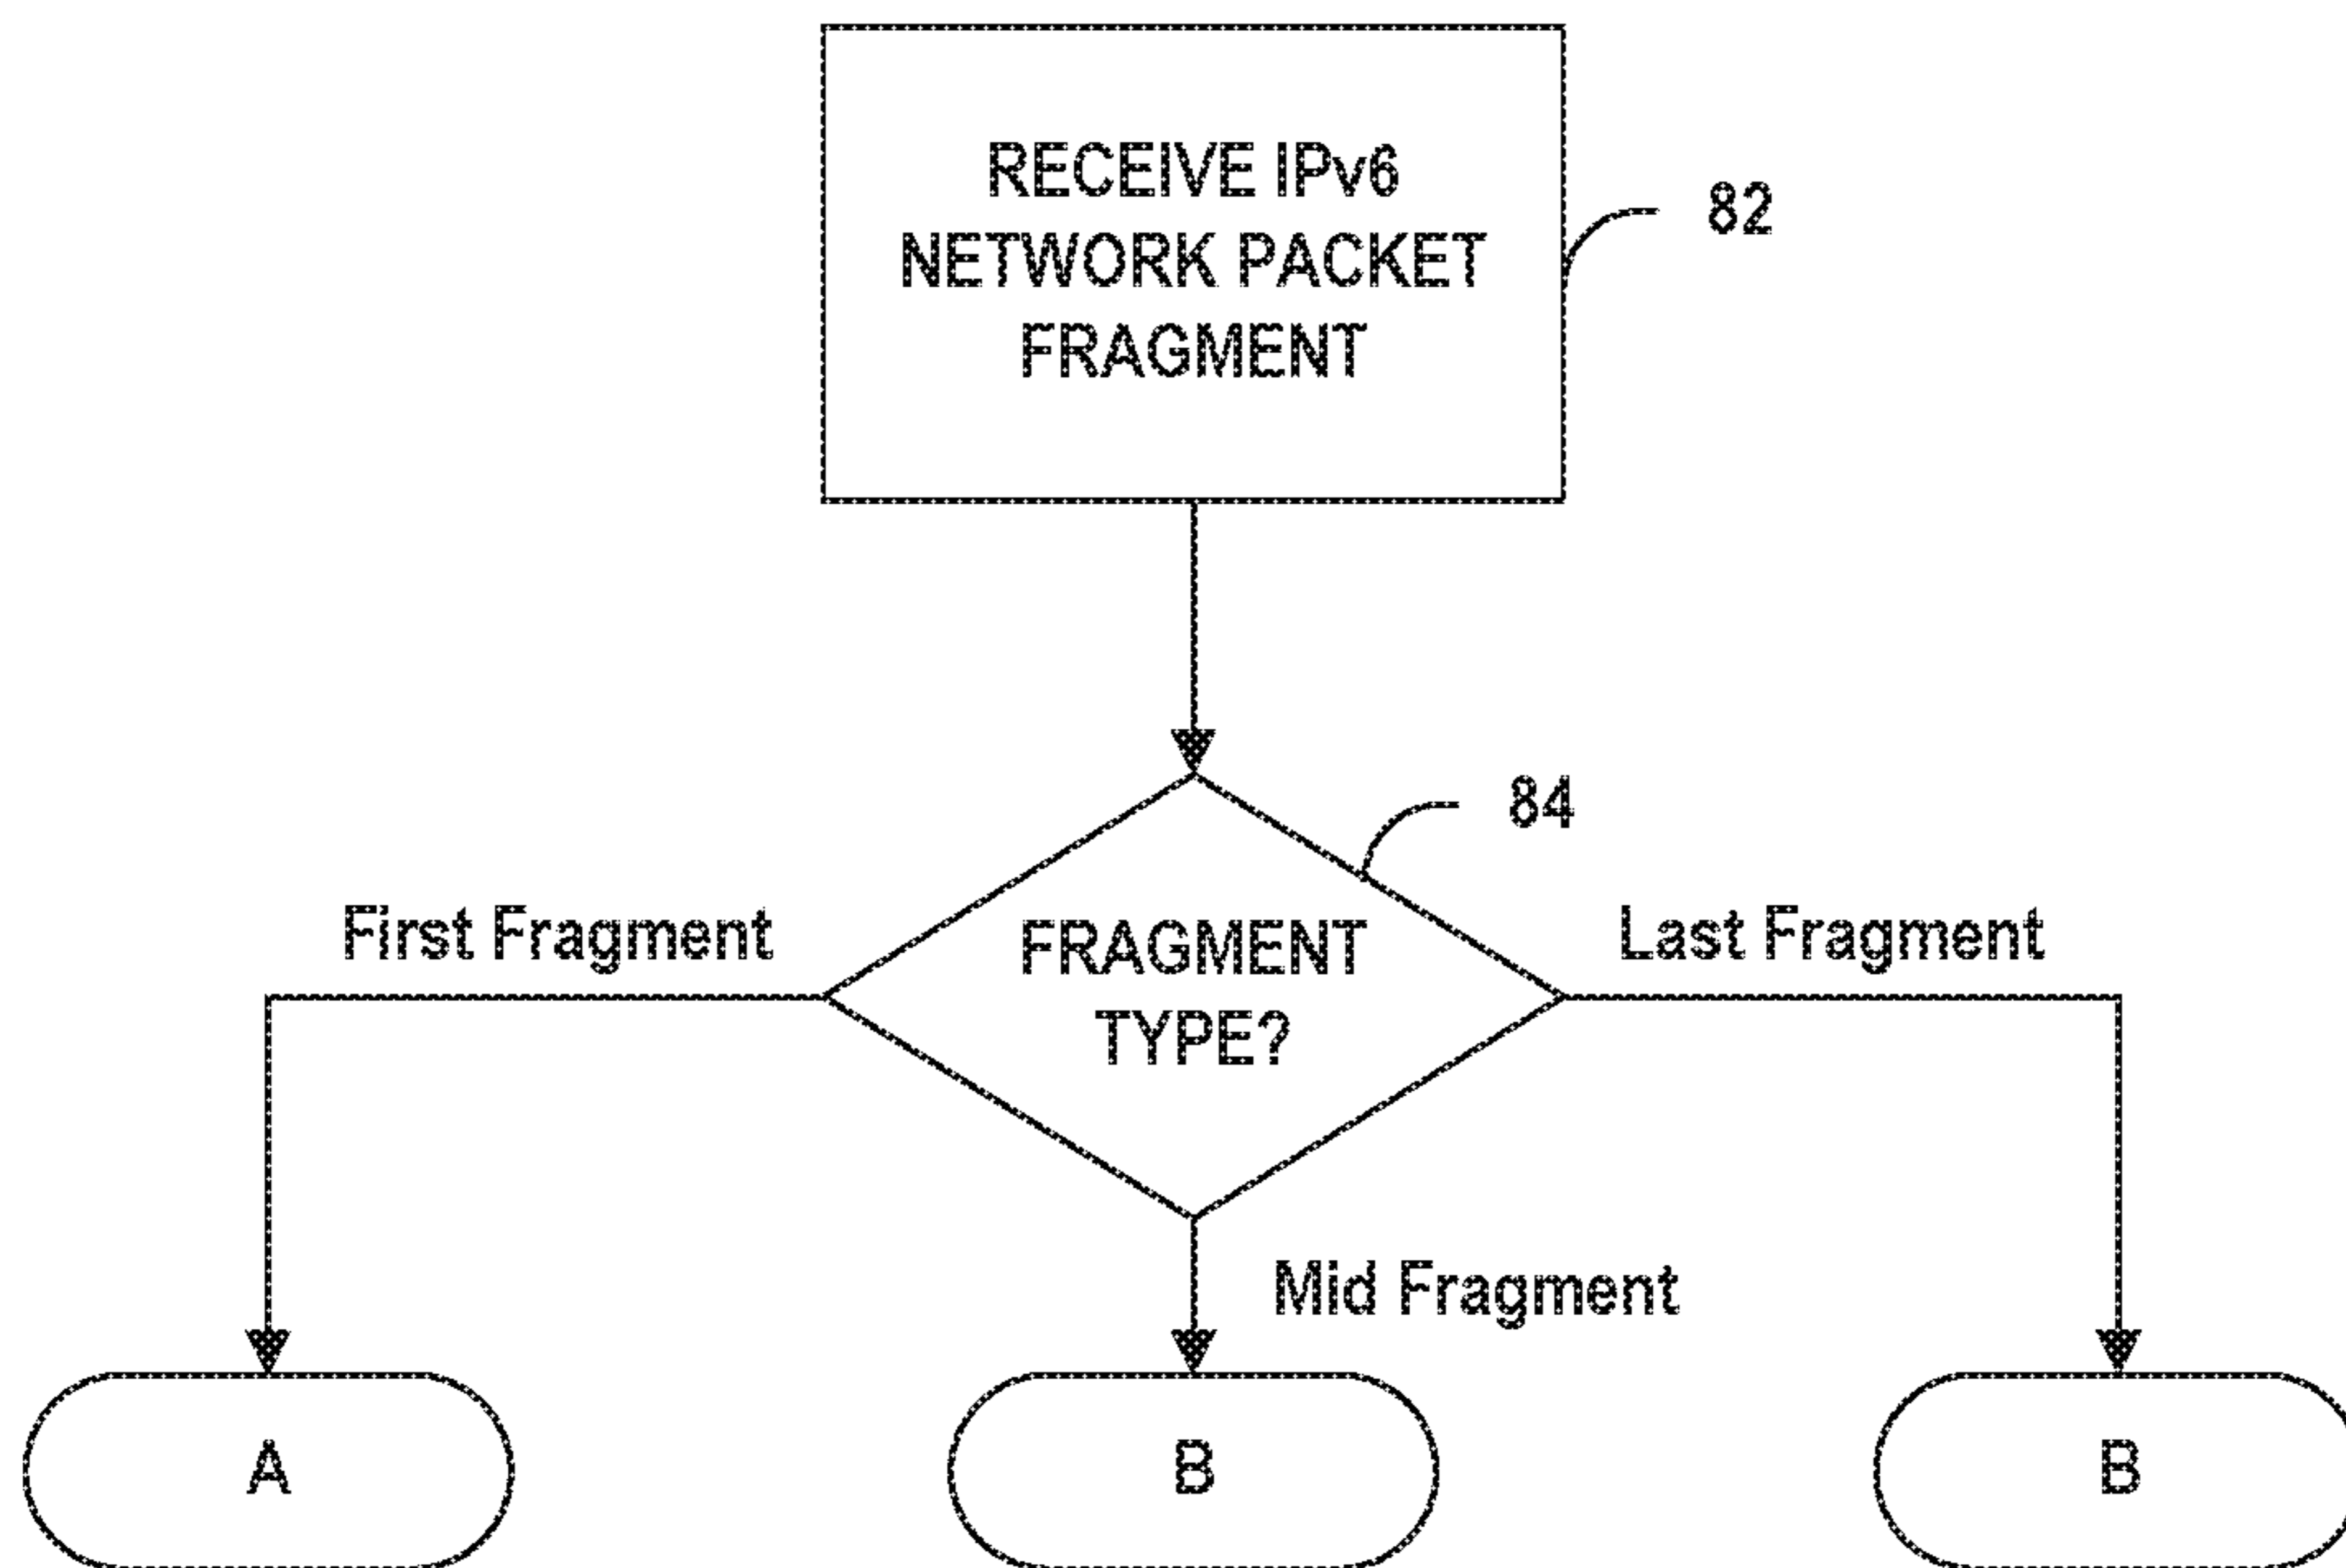 RECEIVE IPv6
NETWORK PACKET
FRAGMENT
82
84
First Fragment
FRAGMENT
TYPE?
Last Fragment
Mid Fragment
A
B
B